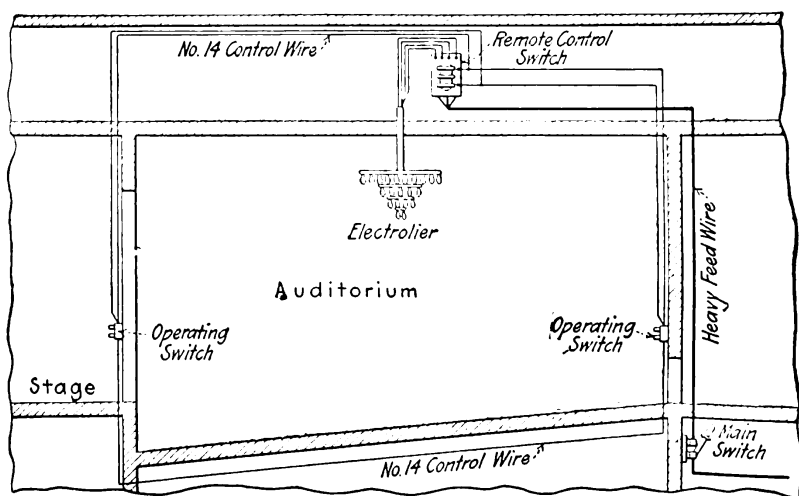 No. 14 Control Wire
Remote Control
Switch
Electrolier
Auditorium
Heavy Feed Wire
Operating
Switch
Operating
Switch
Stage
Main
Switch
No. 14 Control Wire